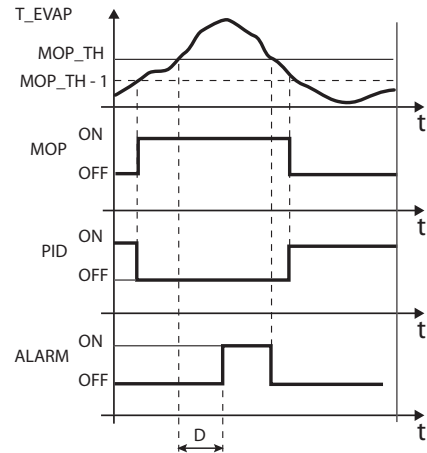 T_EVAP
MOP_TH
MOP_TH - 1
t
MOP
ON
OFF
t
PID
ON
OFF
t
ALARM
ON
OFF
t
D